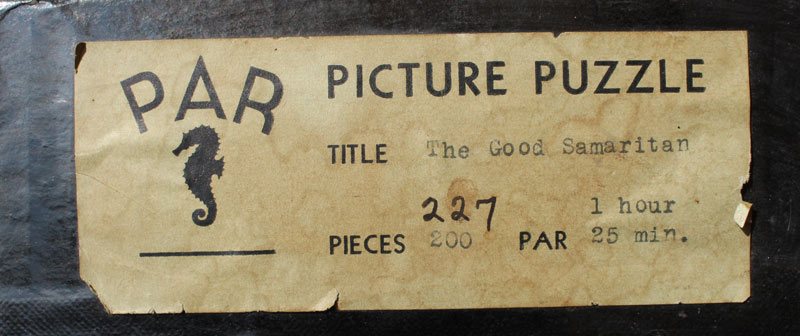 PAR PICTURE PUZZLE
TITLE The Good Samaritan
227 1 hour
PIECES 200 PAR 25 min.